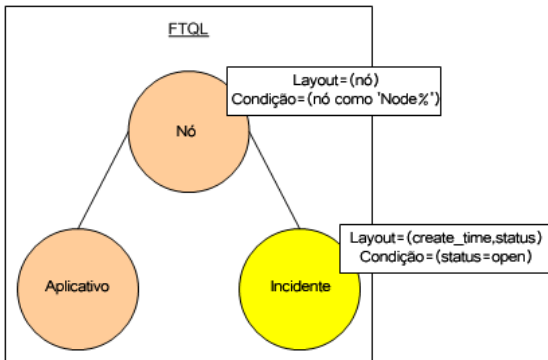 FTQL
Layout=(nó)
Condição=(nó como 'Node%')
Nó
Layout=(create_time,status)
Condição=(status=open)
Aplicativo
Incidente